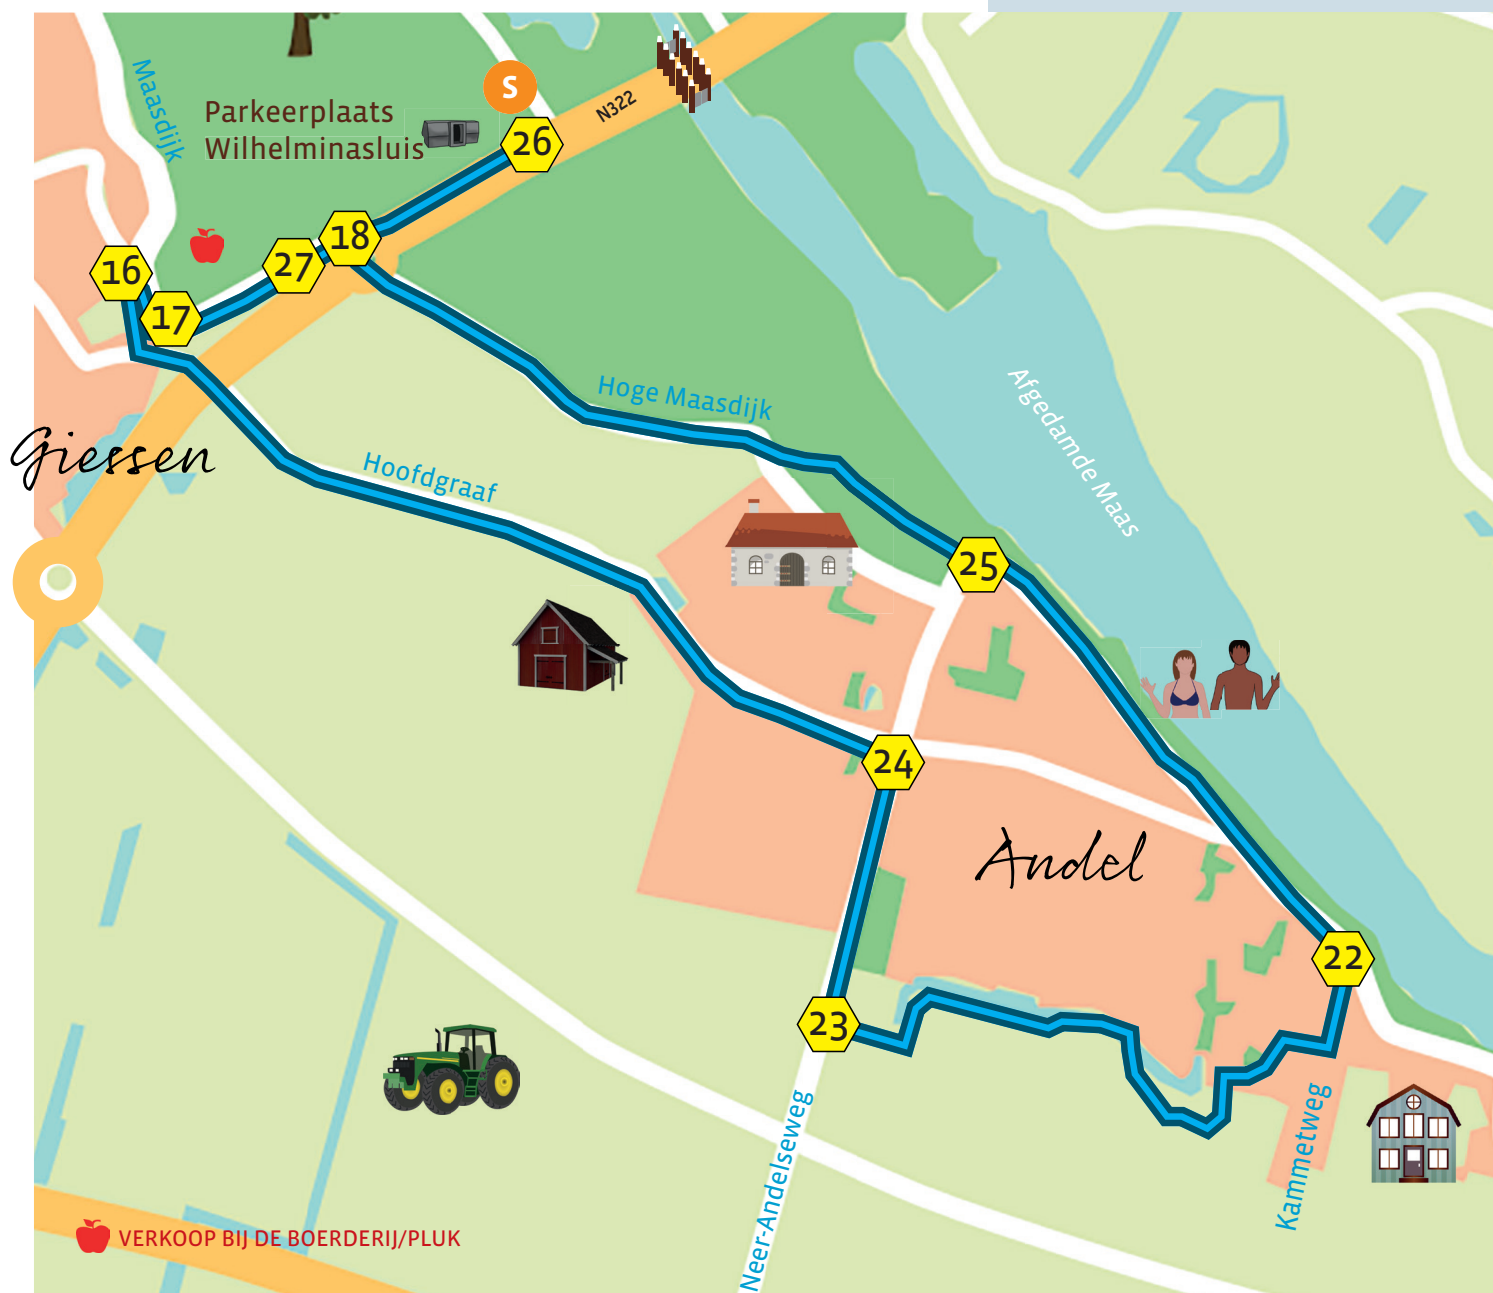 Maasdijk
S
N322
Parkeerplaats
Wilhelminasluis
26
18
27
16
17
Hoge Maasdijk
Afgedamde Maas
Giessen
Hoofdgraaf
25
24
Andel
22
23
Neer-Andelseweg
Kammetweg
VERKOOP BIJ DE BOERDERIJ/PLUK